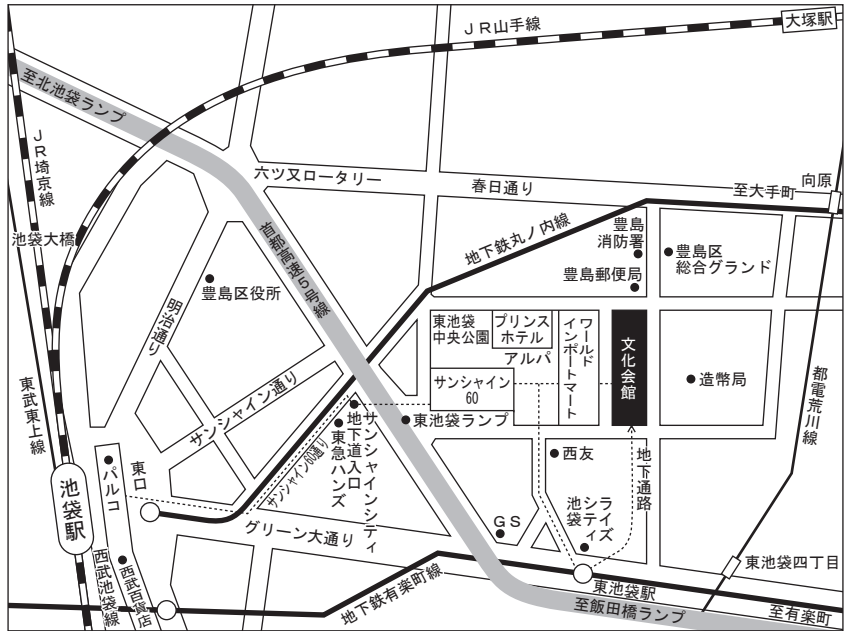 JR山手線
大塚駅
至北池袋ランプ
JR埼京線
池袋大橋
六ツ又ロータリー
春日通り
至大手町
向原
首都高速5号線
地下鉄丸ノ内線
豊島
消防署
豊島区
総合グランド
豊島郵便局
豊島区役所
明治通り
東池袋
中央公園
プリンス
ホテル
アルパ
ワールド
インポートマート
文化会館
サンシャイン
60
造幣局
都電荒川線
サンシャイン通り
東池袋ランプ
サンシャインシティ
地下道入口
東急ハンズ
サンシャイン60通り
東武東上線
池袋駅
パルコ
東口
西友
地下通路
GS
ライズ
シティ
池袋
グリーン大通り
西武池袋線
西武百貨店
地下鉄有楽町線
東池袋駅
東池袋四丁目
至飯田橋ランプ
至有楽町